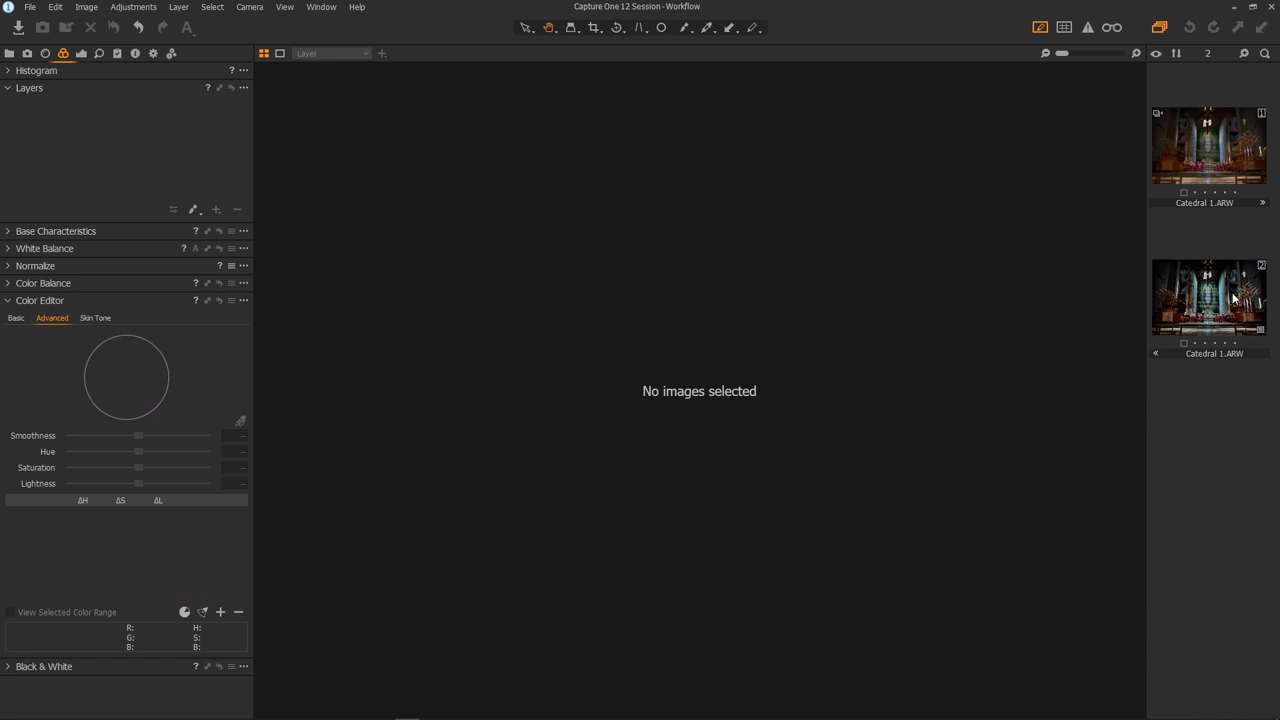 Capture One 12 Session - Workflow
File Edit Image Adjustments Layer Select Camera View Window Help
Layer
2
Histogram
Layers
Base Characteristics
White Balance
Normalize
Color Balance
Color Editor
Basic Advanced Skin Tone
Smoothness
Hue
Saturation
Lightness
ΔH ΔS ΔL
View Selected Color Range
R: H:
G: S:
B: B:
Black & White
No images selected
1
Catedral 1.ARW
2
Catedral 1.ARW